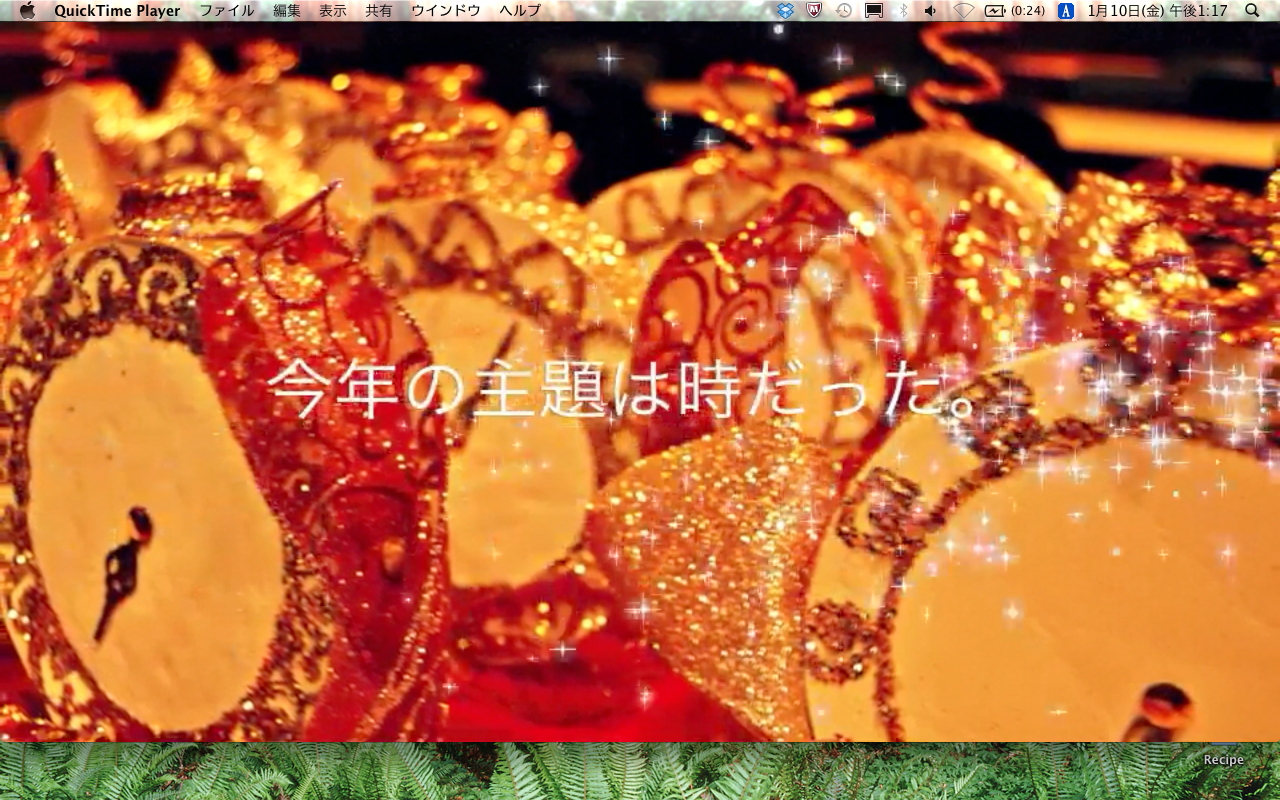 QuickTime Player ファイル 編集 表示 共有 ウインドウ ヘルプ (0:24) A 1月10日(金) 午後1:17
今年の主題は時だった。
Recipe